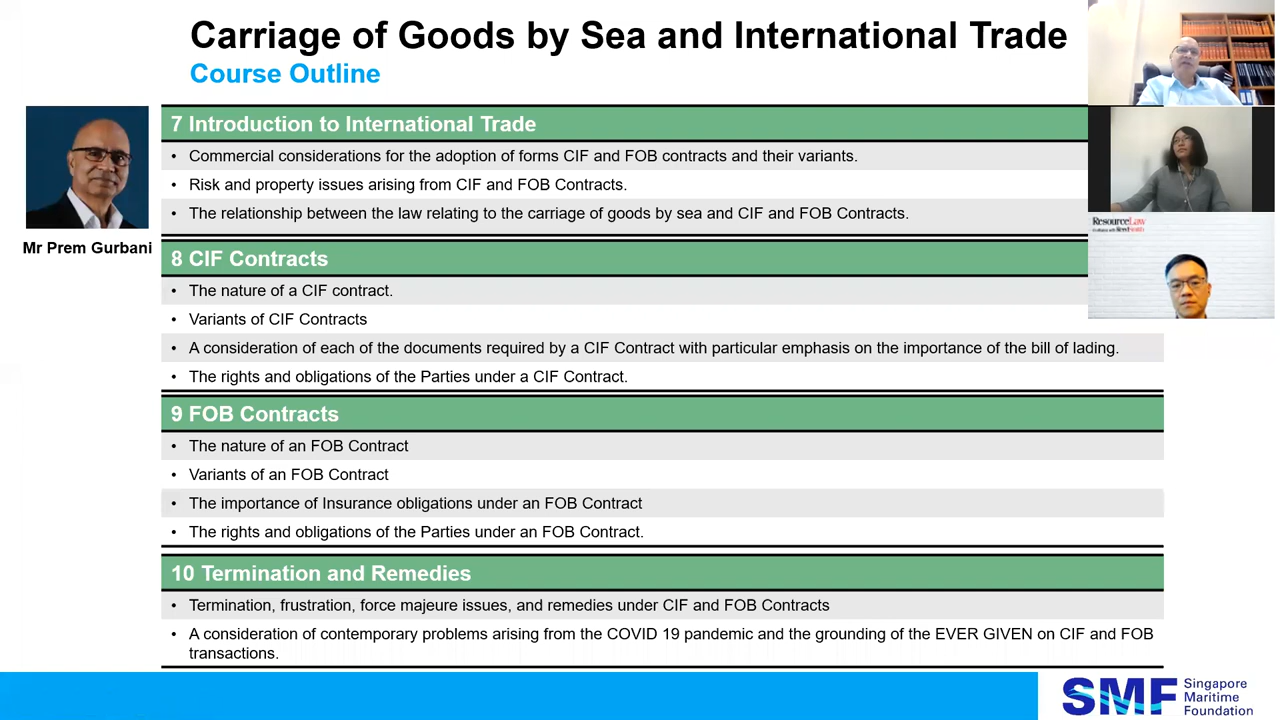 Carriage of Goods by Sea and International Trade
Course Outline
Mr Prem Gurbani
7 Introduction to International Trade
• Commercial considerations for the adoption of forms CIF and FOB contracts and their variants.
• Risk and property issues arising from CIF and FOB Contracts.
• The relationship between the law relating to the carriage of goods by sea and CIF and FOB Contracts.
8 CIF Contracts
• The nature of a CIF contract.
• Variants of CIF Contracts
• A consideration of each of the documents required by a CIF Contract with particular emphasis on the importance of the bill of lading.
• The rights and obligations of the Parties under a CIF Contract.
9 FOB Contracts
• The nature of an FOB Contract
• Variants of an FOB Contract
• The importance of Insurance obligations under an FOB Contract
• The rights and obligations of the Parties under an FOB Contract.
10 Termination and Remedies
• Termination, frustration, force majeure issues, and remedies under CIF and FOB Contracts
• A consideration of contemporary problems arising from the COVID 19 pandemic and the grounding of the EVER GIVEN on CIF and FOB
transactions.
ResourceLaw
SMF
Singapore
Maritime
Foundation